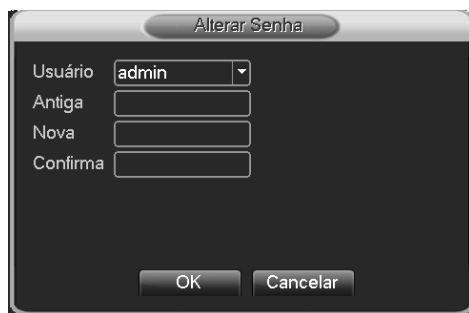 Alterar Senha
Usuário admin
Antiga
Nova
Confirma
OK Cancelar